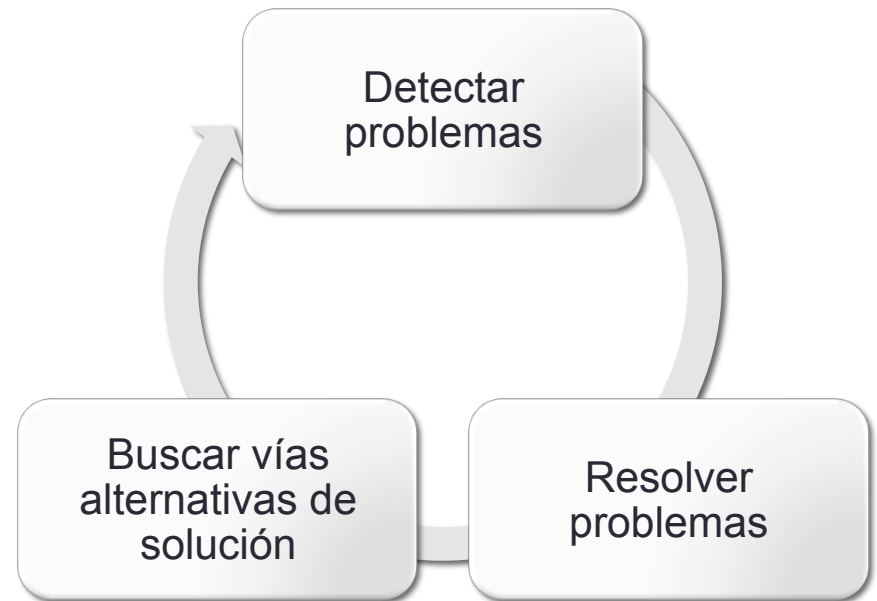 Detectar
problemas
Buscar vías
alternativas de
solución
Resolver
problemas